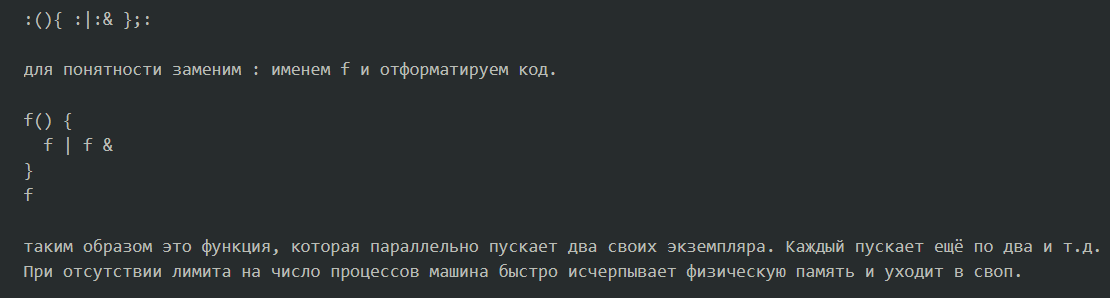 :(){ :|:& };:
для понятности заменим : именем f и отформатируем код.
f() {
  f | f &
}
f
таким образом это функция, которая параллельно пускает два своих экземпляра. Каждый пускает ещё по два и т.д.
При отсутствии лимита на число процессов машина быстро исчерпывает физическую память и уходит в своп.